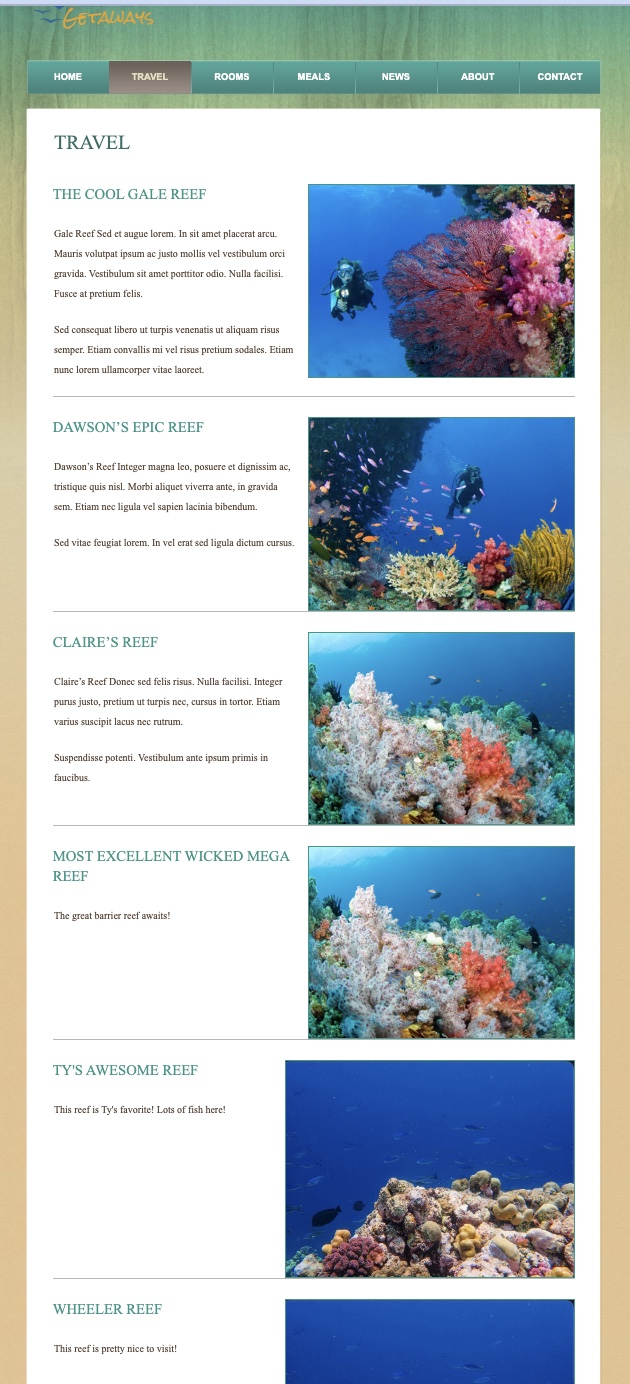 Getaways
HOME
TRAVEL
ROOMS
MEALS
NEWS
ABOUT
CONTACT
TRAVEL
THE COOL GALE REEF
Gale Reef Sed et augue lorem. In sit amet placerat arcu.
Mauris volutpat ipsum ac justo mollis vel vestibulum orci
gravida. Vestibulum sit amet porttitor odio. Nulla facilisi.
Fusce at pretium felis.
Sed consequat libero ut turpis venenatis ut aliquam risus
semper. Etiam convallis mi vel risus pretium sodales. Etiam
nunc lorem ullamcorper vitae laoreet.
DAWSON’S EPIC REEF
Dawson’s Reef Integer magna leo, posuere et dignissim ac,
tristique quis nisl. Morbi aliquet viverra ante, in gravida
sem. Etiam nec ligula vel sapien lacinia bibendum.
Sed vitae feugiat lorem. In vel erat sed ligula dictum cursus.
CLAIRE’S REEF
Claire’s Reef Donec sed felis risus. Nulla facilisi. Integer
purus justo, pretium ut turpis nec, cursus in tortor. Etiam
varius suscipit lacus nec rutrum.
Suspendisse potenti. Vestibulum ante ipsum primis in
faucibus.
MOST EXCELLENT WICKED MEGA
REEF
The great barrier reef awaits!
TY'S AWESOME REEF
This reef is Ty's favorite! Lots of fish here!
WHEELER REEF
This reef is pretty nice to visit!